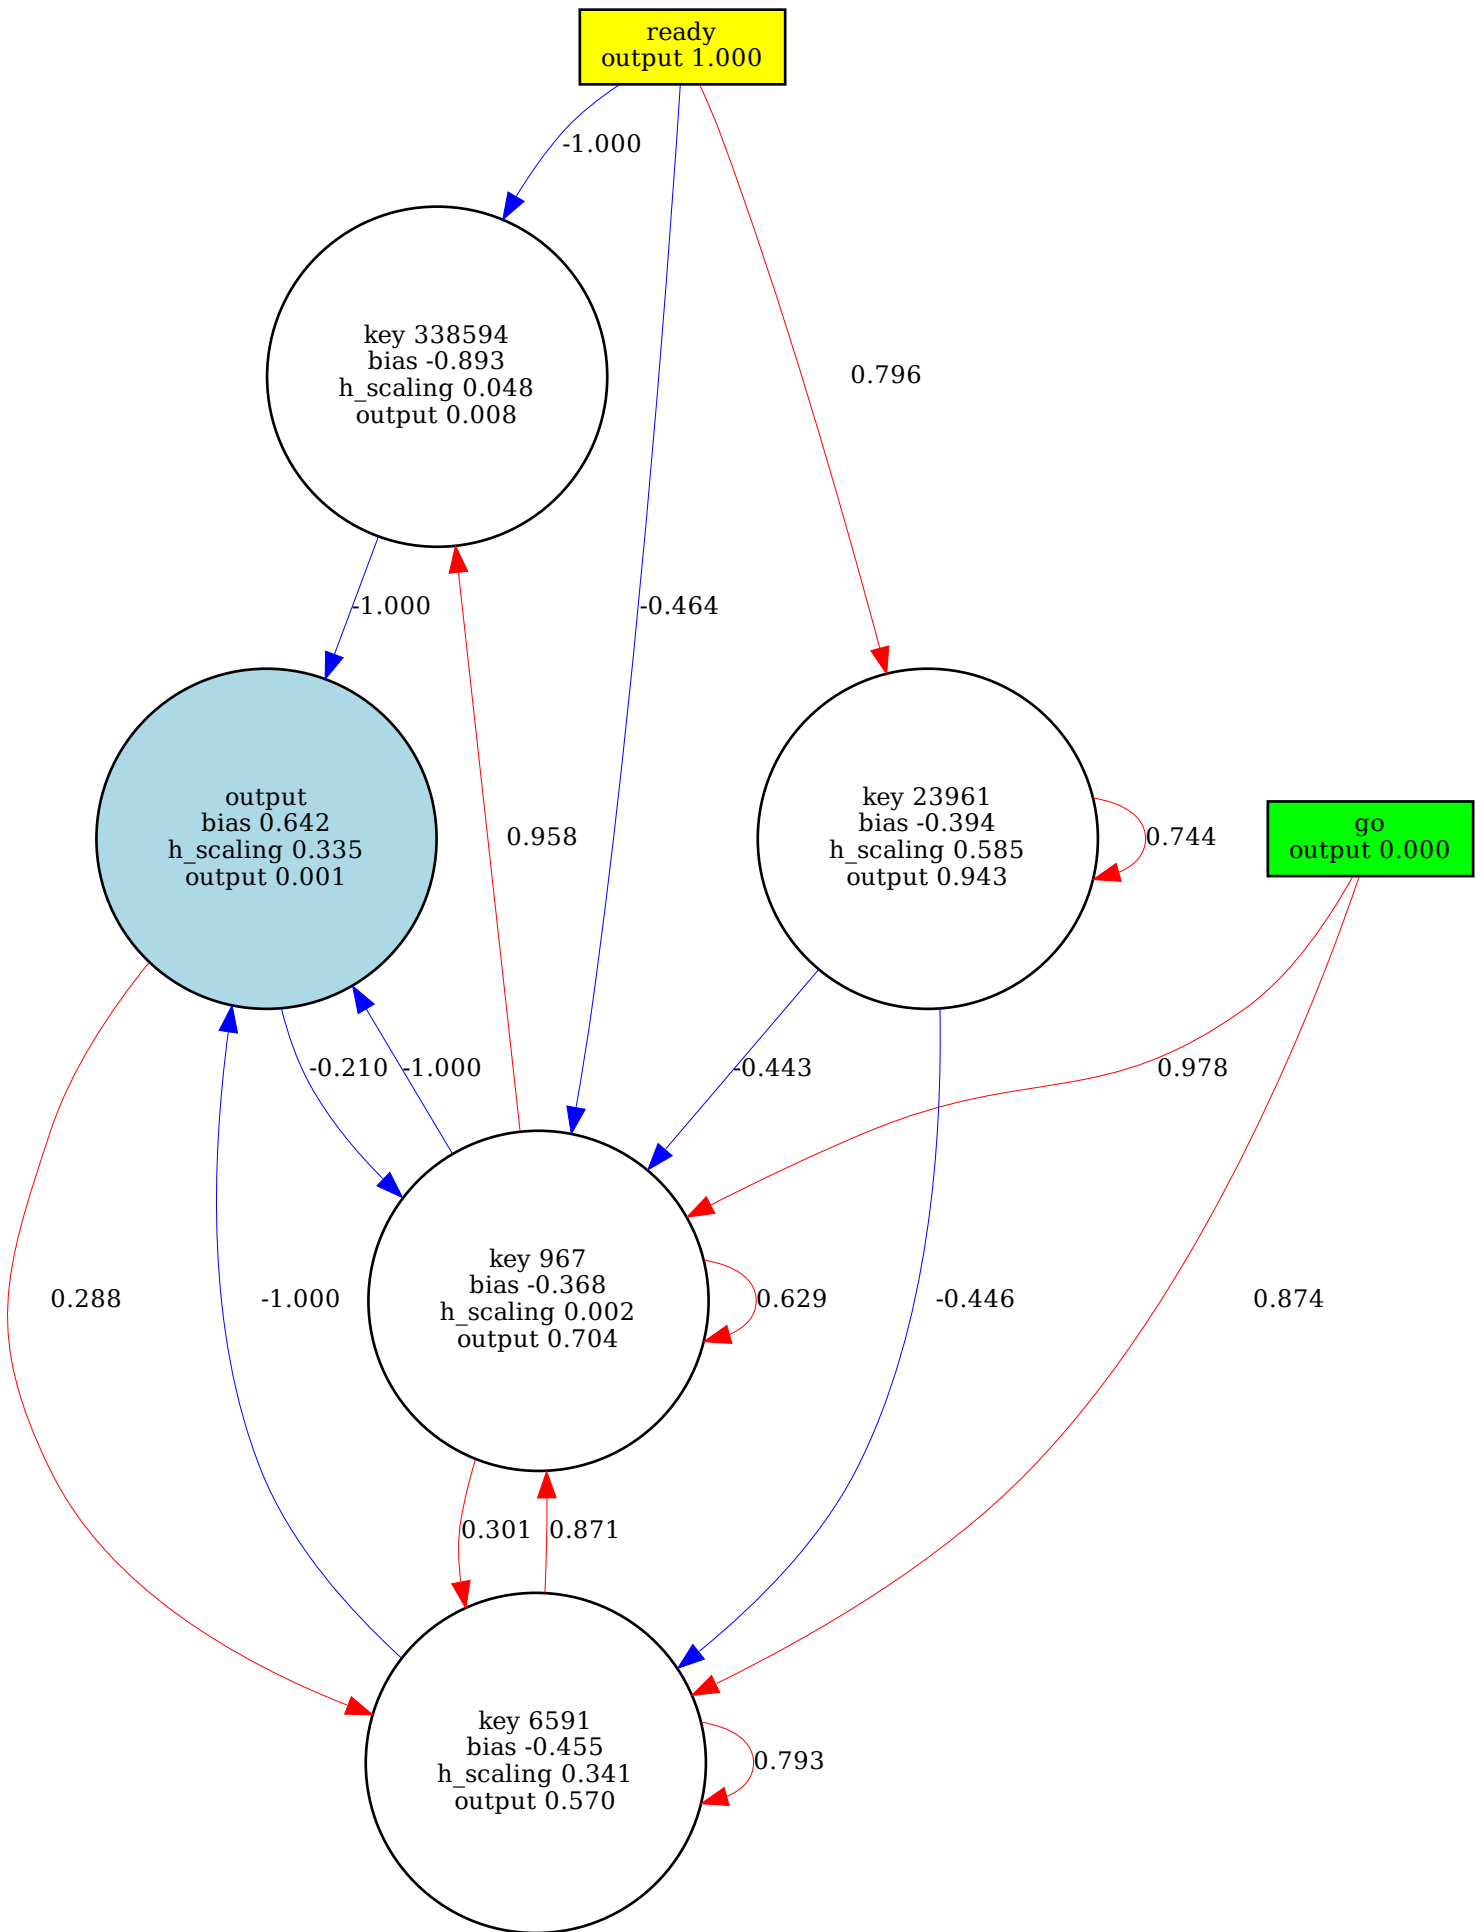 ready
output 1.000
-1.000
key 338594
bias -0.893
h_scaling 0.048
output 0.008
0.796
-1.000
-0.464
output
bias 0.642
h_scaling 0.335
output 0.001
0.958
key 23961
bias -0.394
h_scaling 0.585
output 0.943
0.744
go
output 0.000
-0.210
-1.000
-0.443
0.978
0.288
-1.000
key 967
bias -0.368
h_scaling 0.002
output 0.704
0.629
-0.446
0.874
0.301
0.871
key 6591
bias -0.455
h_scaling 0.341
output 0.570
0.793